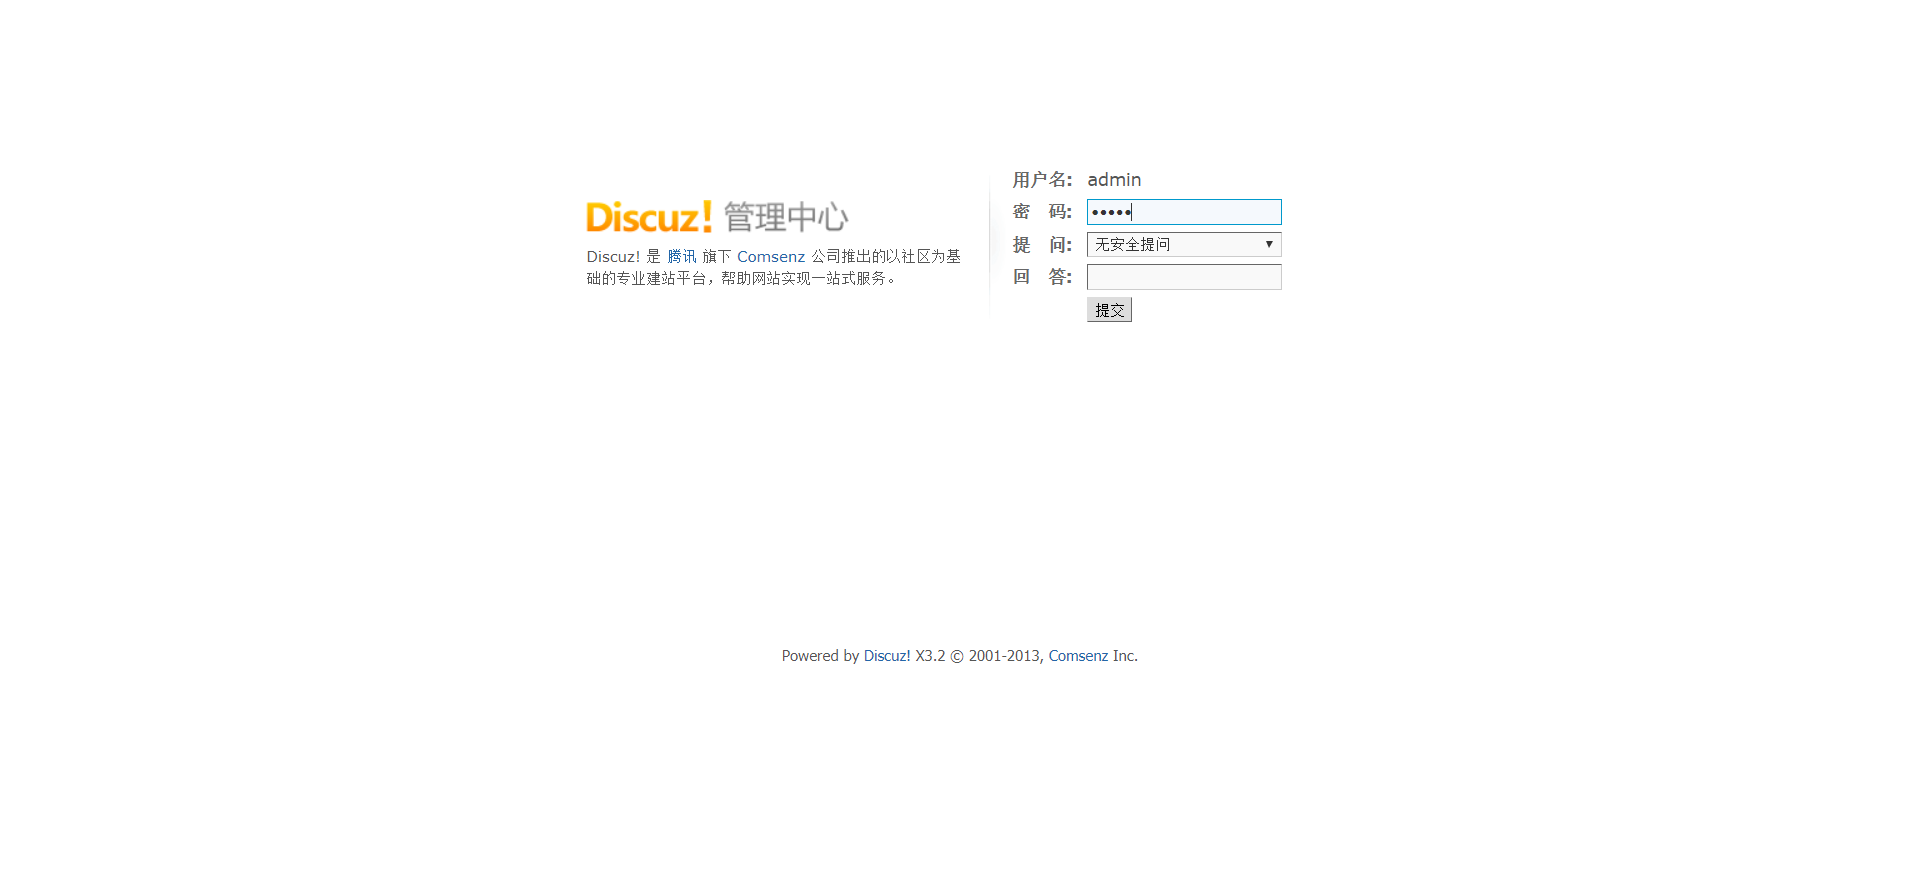 Discuz! 管理中心
Discuz! 是 腾讯 旗下 Comsenz 公司推出的以社区为基
础的专业建站平台，帮助网站实现一站式服务。
用户名: admin
密 码: •••••
提 问: 无安全提问
回 答:
提交
Powered by Discuz! X3.2 © 2001-2013, Comsenz Inc.